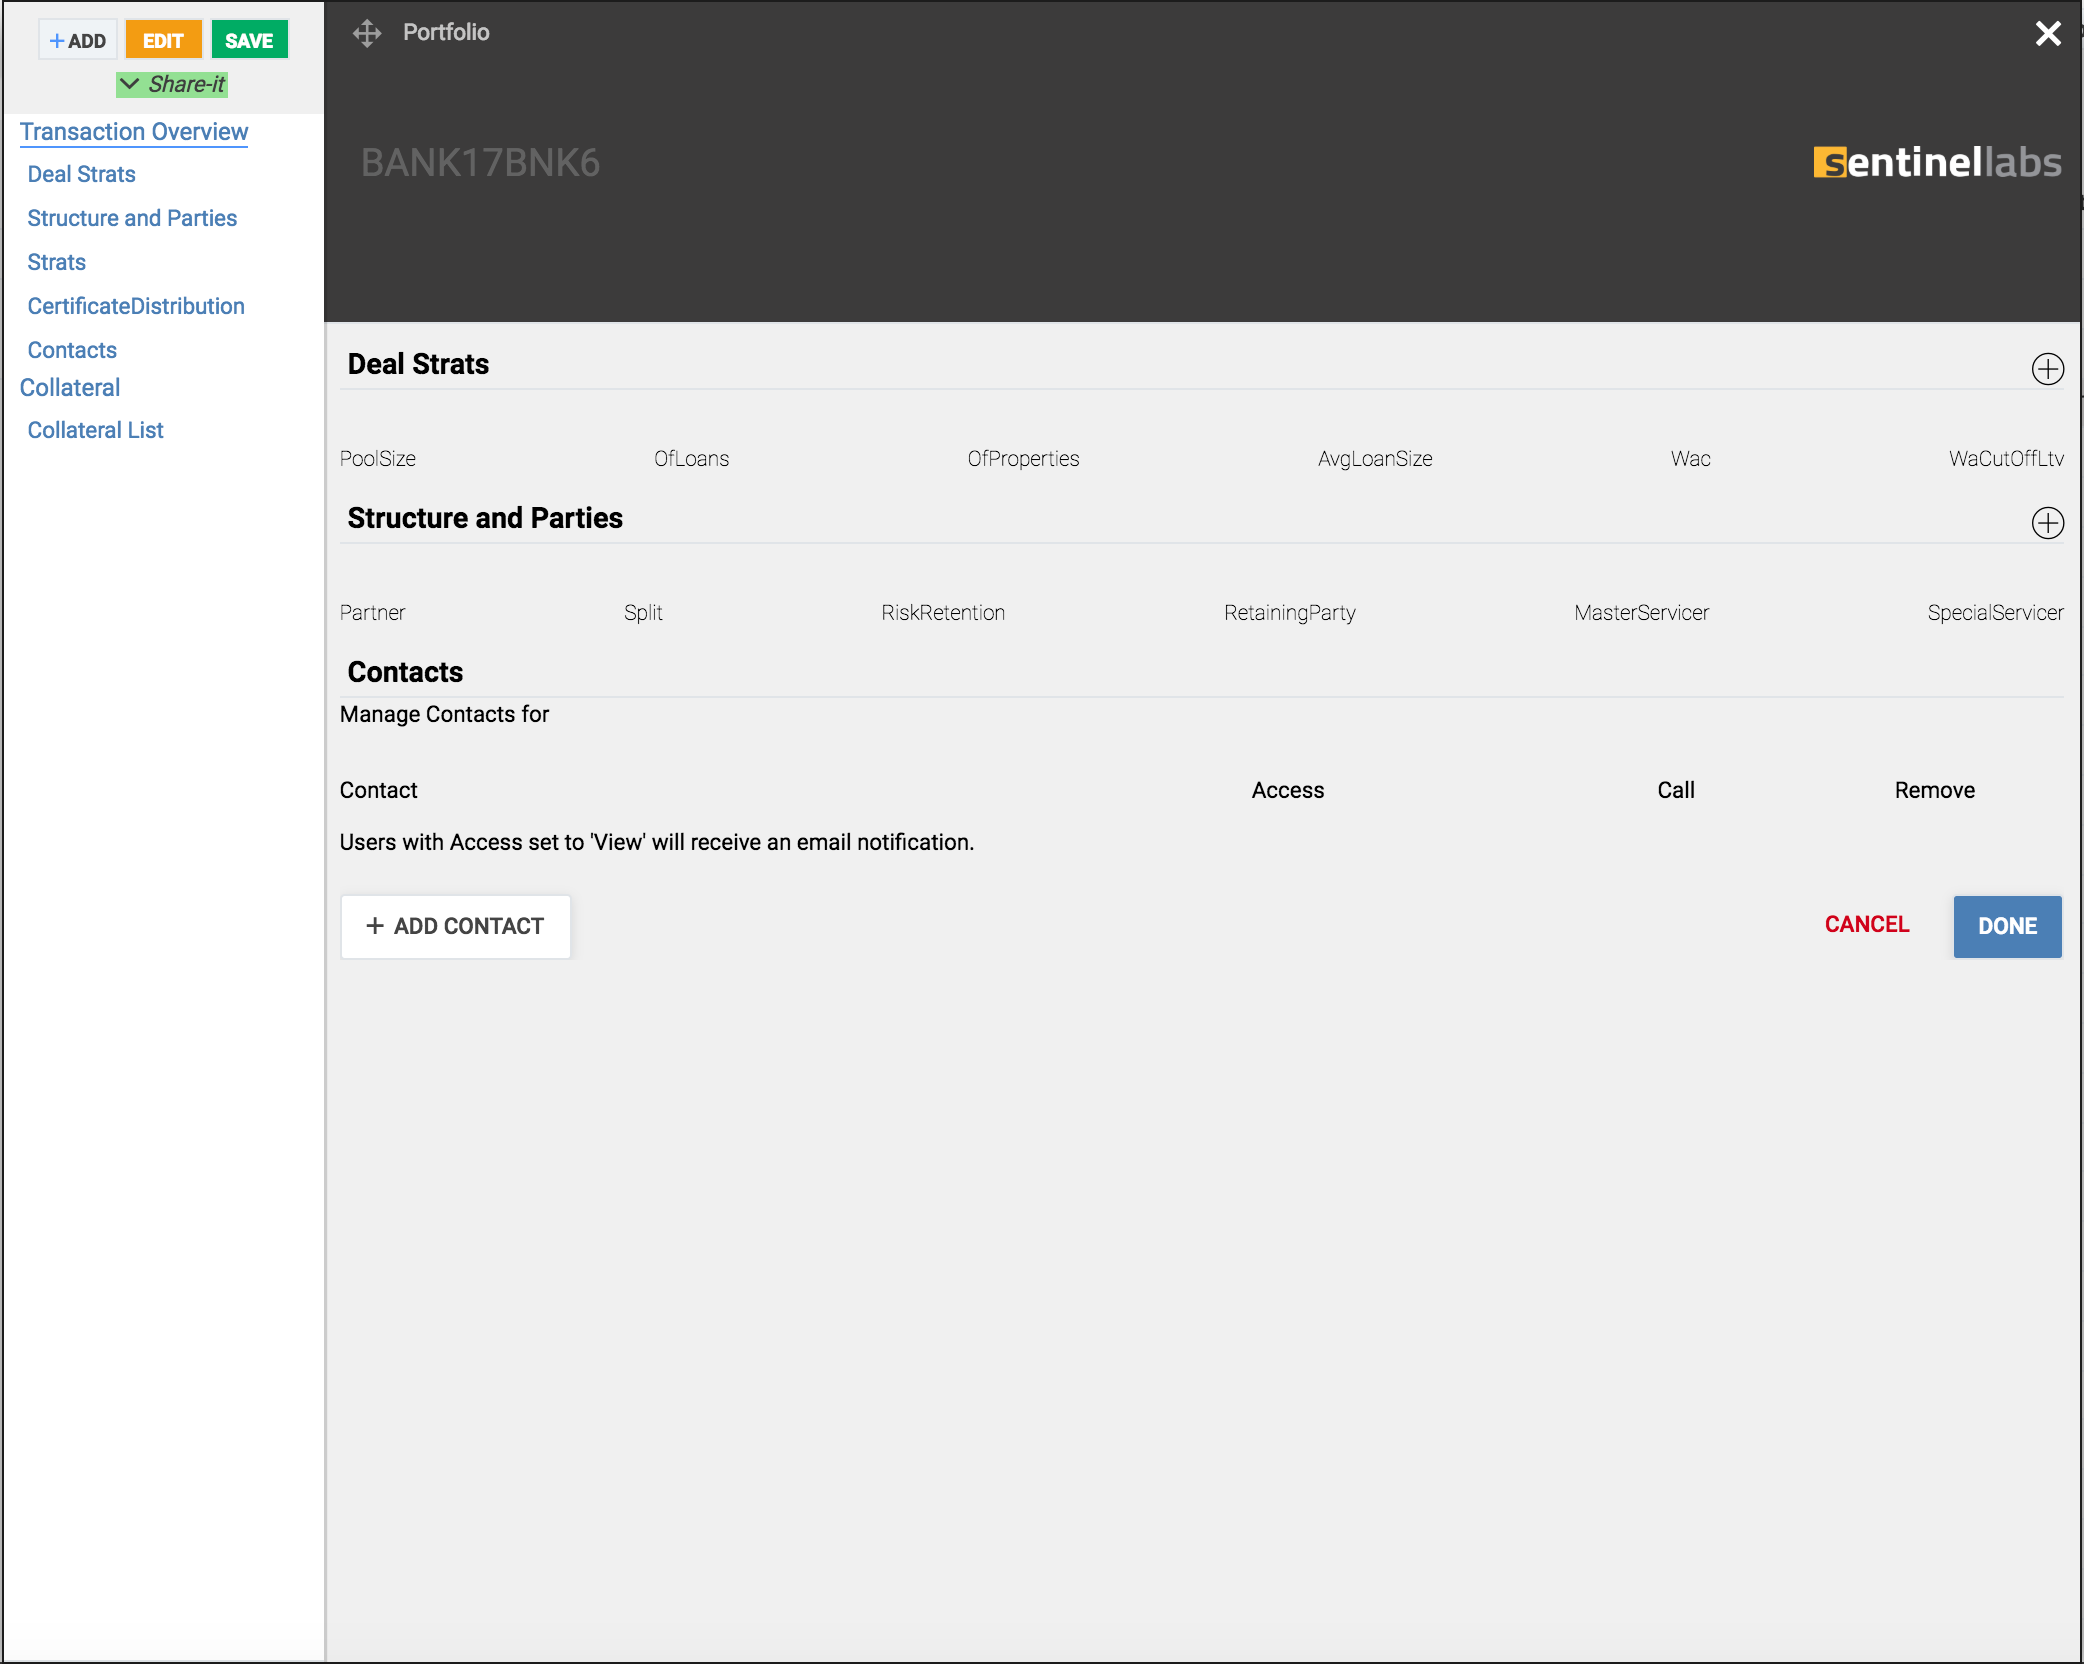 + ADD EDIT SAVE
Share-it
Transaction Overview
Deal Strats
Structure and Parties
Strats
CertificateDistribution
Contacts
Collateral
Collateral List
Portfolio
BANK17BNK6
sentinellabs
Deal Strats
PoolSize OfLoans OfProperties AvgLoanSize Wac WaCutOffLtv
Structure and Parties
Partner Split RiskRetention RetainingParty MasterServicer SpecialServicer
Contacts
Manage Contacts for
Contact Access Call Remove
Users with Access set to 'View' will receive an email notification.
+ ADD CONTACT CANCEL DONE